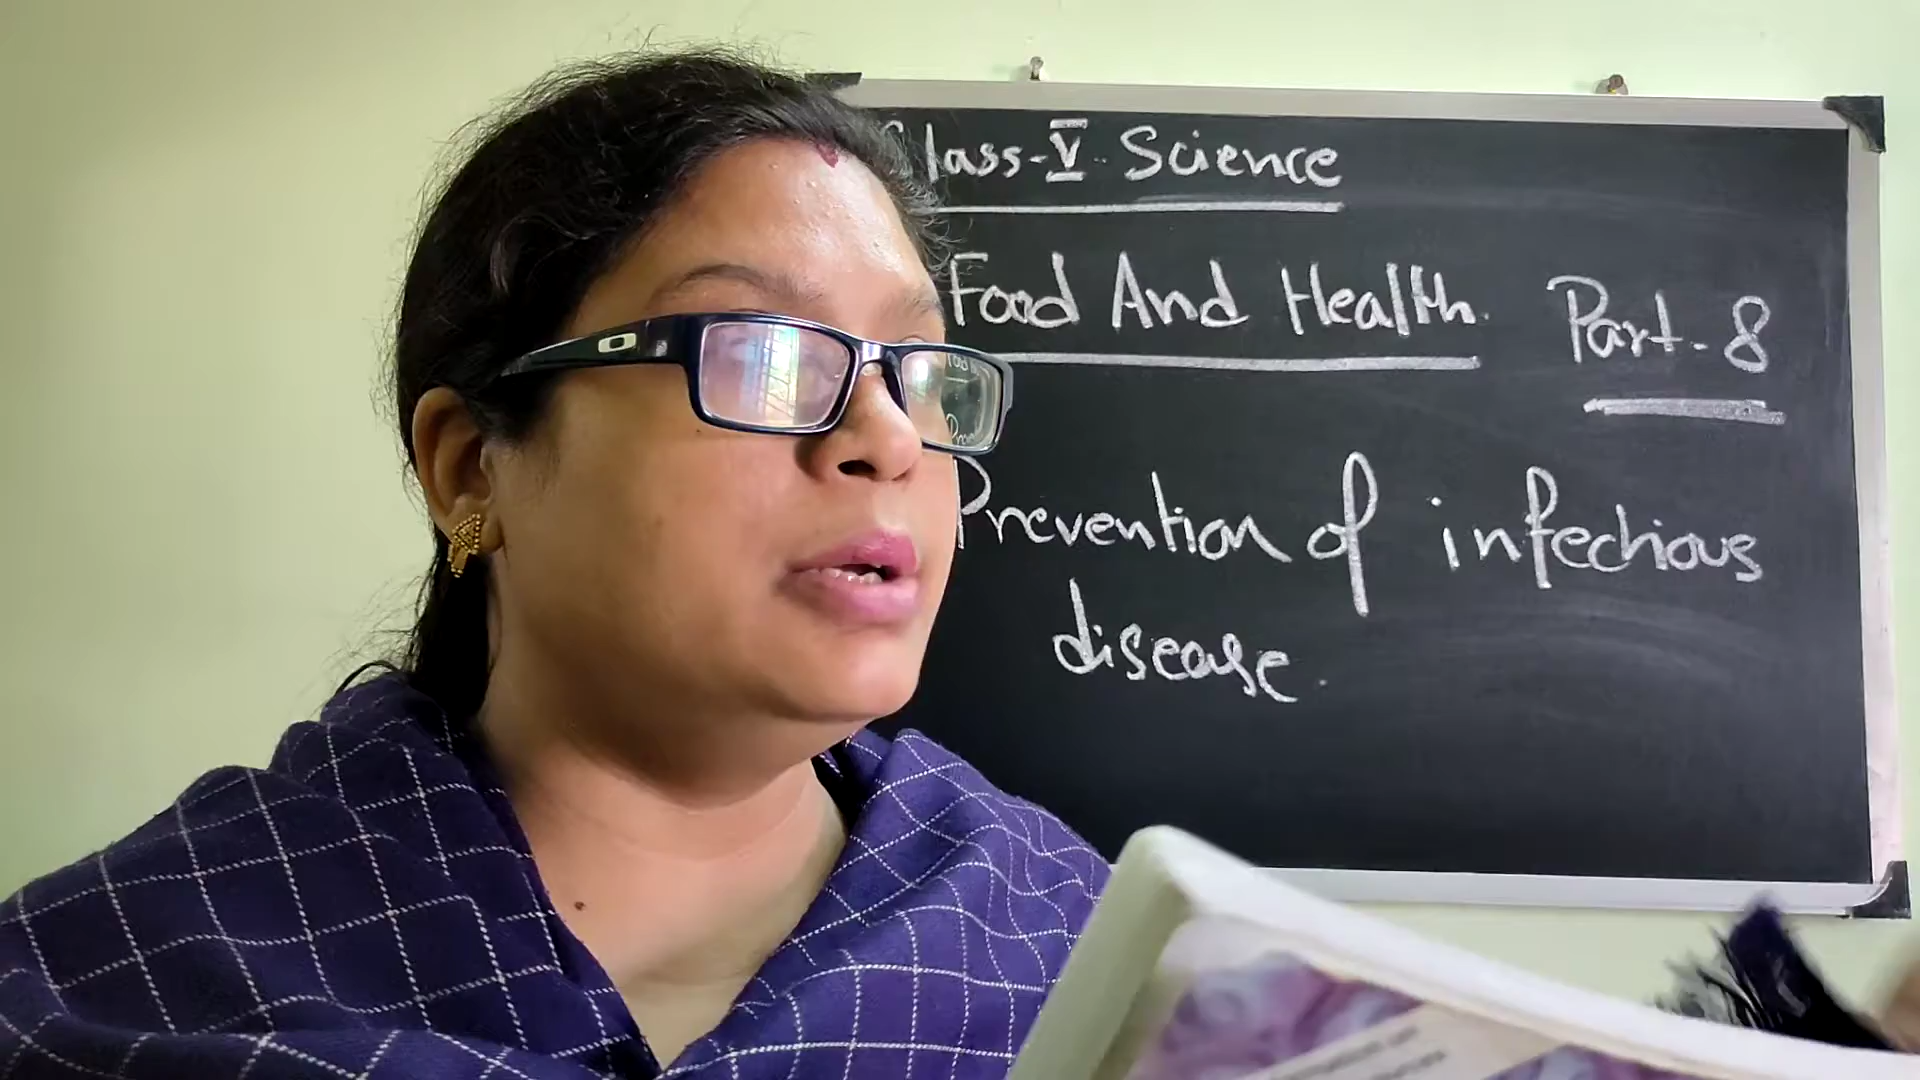 Class-V Science
Food And Health. Part-8
Prevention of infectious
disease.